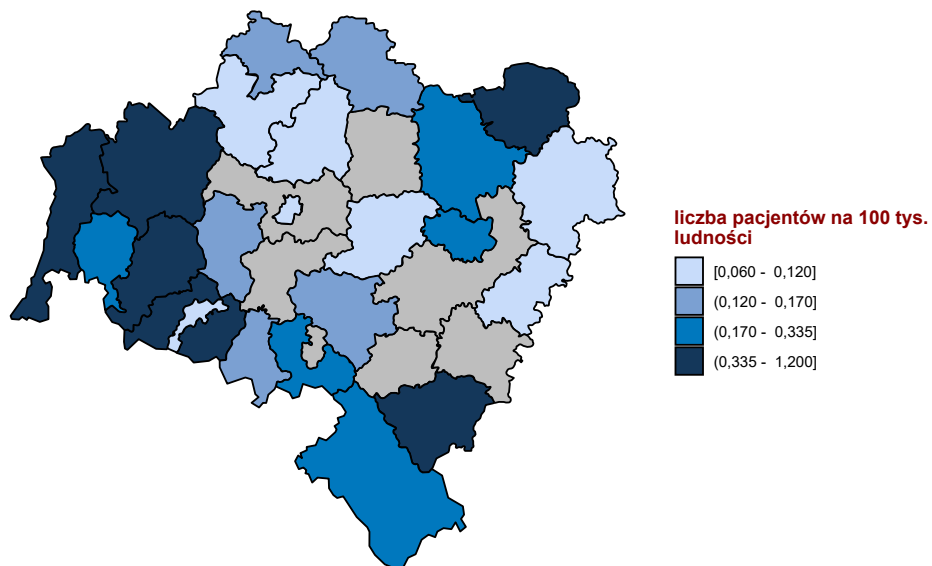 liczba pacjentów na 100 tys.
ludności
[0,060 - 0,120]
(0,120 - 0,170]
(0,170 - 0,335]
(0,335 - 1,200]